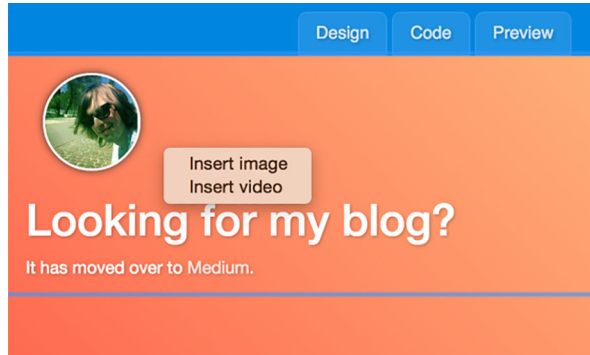 Design Code Preview
Insert image
Insert video
Looking for my blog?
It has moved over to Medium.